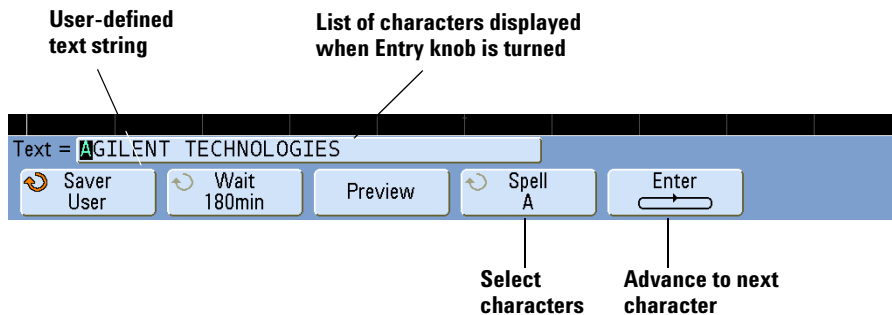 User-defined
text string
List of characters displayed
when Entry knob is turned
Text = AGILENT TECHNOLOGIES
Saver
User
Wait
180min
Preview
Spell
A
Enter
Select
characters
Advance to next
character